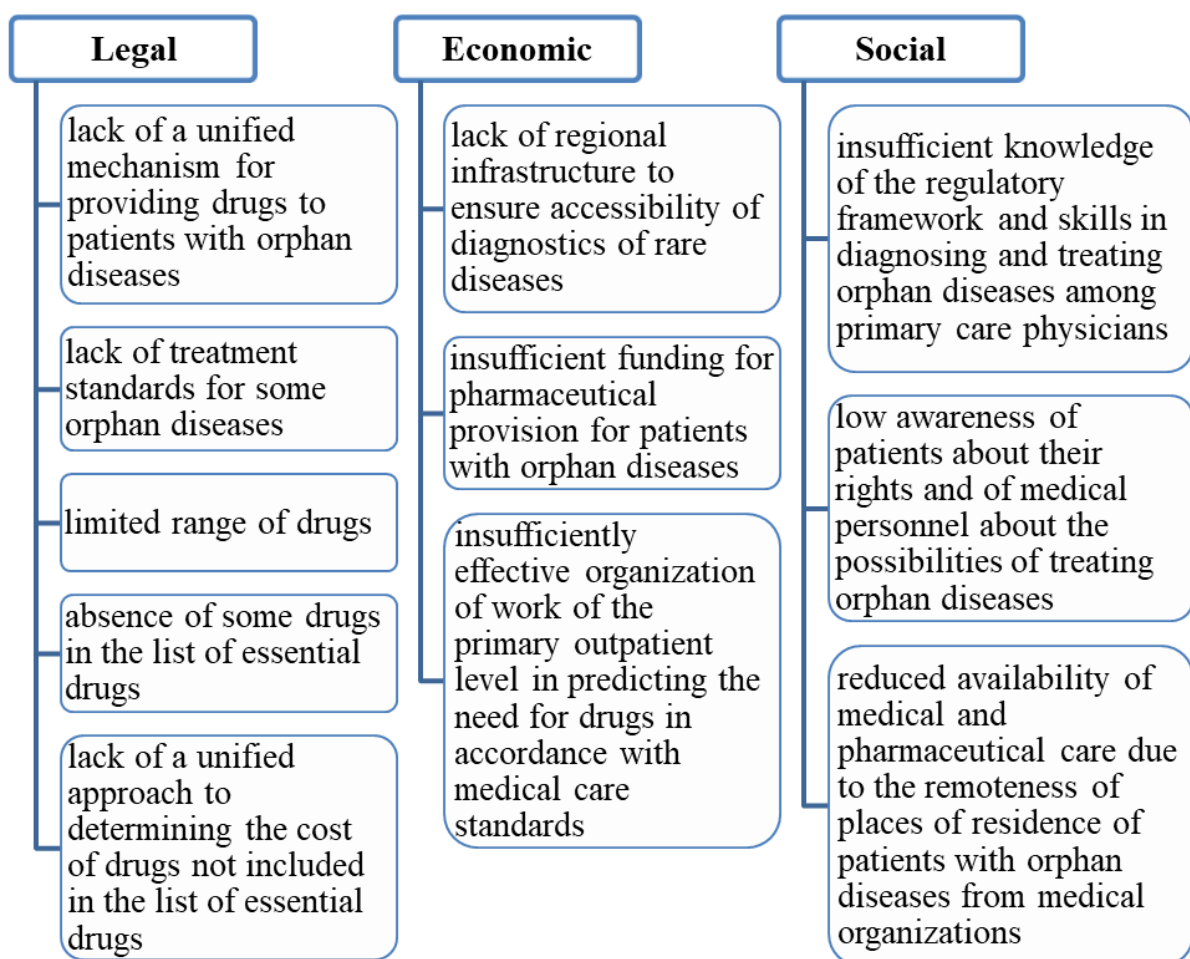 Legal
lack of a unified
mechanism for
providing drugs to
patients with orphan
diseases
lack of treatment
standards for some
orphan diseases
limited range of drugs
absence of some drugs
in the list of essential
drugs
lack of a unified
approach to
determining the cost
of drugs not included
in the list of essential
drugs
Economic
lack of regional
infrastructure to
ensure accessibility of
diagnostics of rare
diseases
insufficient funding for
pharmaceutical
provision for patients
with orphan diseases
insufficiently
effective organization
of work of the
primary outpatient
level in predicting the
need for drugs in
accordance with
medical care
standards
Social
insufficient knowledge
of the regulatory
framework and skills in
diagnosing and treating
orphan diseases among
primary care physicians
low awareness of
patients about their
rights and of medical
personnel about the
possibilities of treating
orphan diseases
reduced availability of
medical and
pharmaceutical care due
to the remoteness of
places of residence of
patients with orphan
diseases from medical
organizations